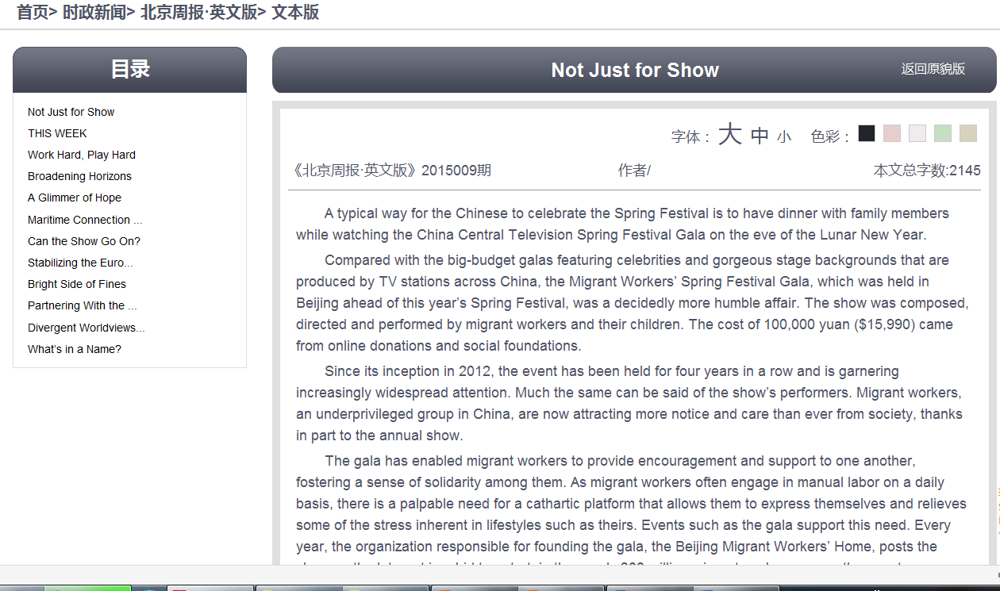 首页> 时政新闻> 北京周报·英文版> 文本版
目录
Not Just for Show
THIS WEEK
Work Hard, Play Hard
Broadening Horizons
A Glimmer of Hope
Maritime Connection ...
Can the Show Go On?
Stabilizing the Euro...
Bright Side of Fines
Partnering With the ...
Divergent Worldviews...
What's in a Name?
Not Just for Show
返回原貌版
字体： 大 中 小 色彩：
《北京周报·英文版》2015009期 作者/ 本文总字数:2145
A typical way for the Chinese to celebrate the Spring Festival is to have dinner with family members
while watching the China Central Television Spring Festival Gala on the eve of the Lunar New Year.
Compared with the big-budget galas featuring celebrities and gorgeous stage backgrounds that are
produced by TV stations across China, the Migrant Workers’ Spring Festival Gala, which was held in
Beijing ahead of this year’s Spring Festival, was a decidedly more humble affair. The show was composed,
directed and performed by migrant workers and their children. The cost of 100,000 yuan ($15,990) came
from online donations and social foundations.
Since its inception in 2012, the event has been held for four years in a row and is garnering
increasingly widespread attention. Much the same can be said of the show’s performers. Migrant workers,
an underprivileged group in China, are now attracting more notice and care than ever from society, thanks
in part to the annual show.
The gala has enabled migrant workers to provide encouragement and support to one another,
fostering a sense of solidarity among them. As migrant workers often engage in manual labor on a daily
basis, there is a palpable need for a cathartic platform that allows them to express themselves and relieves
some of the stress inherent in lifestyles such as theirs. Events such as the gala support this need. Every
year, the organization responsible for founding the gala, the Beijing Migrant Workers’ Home, posts the